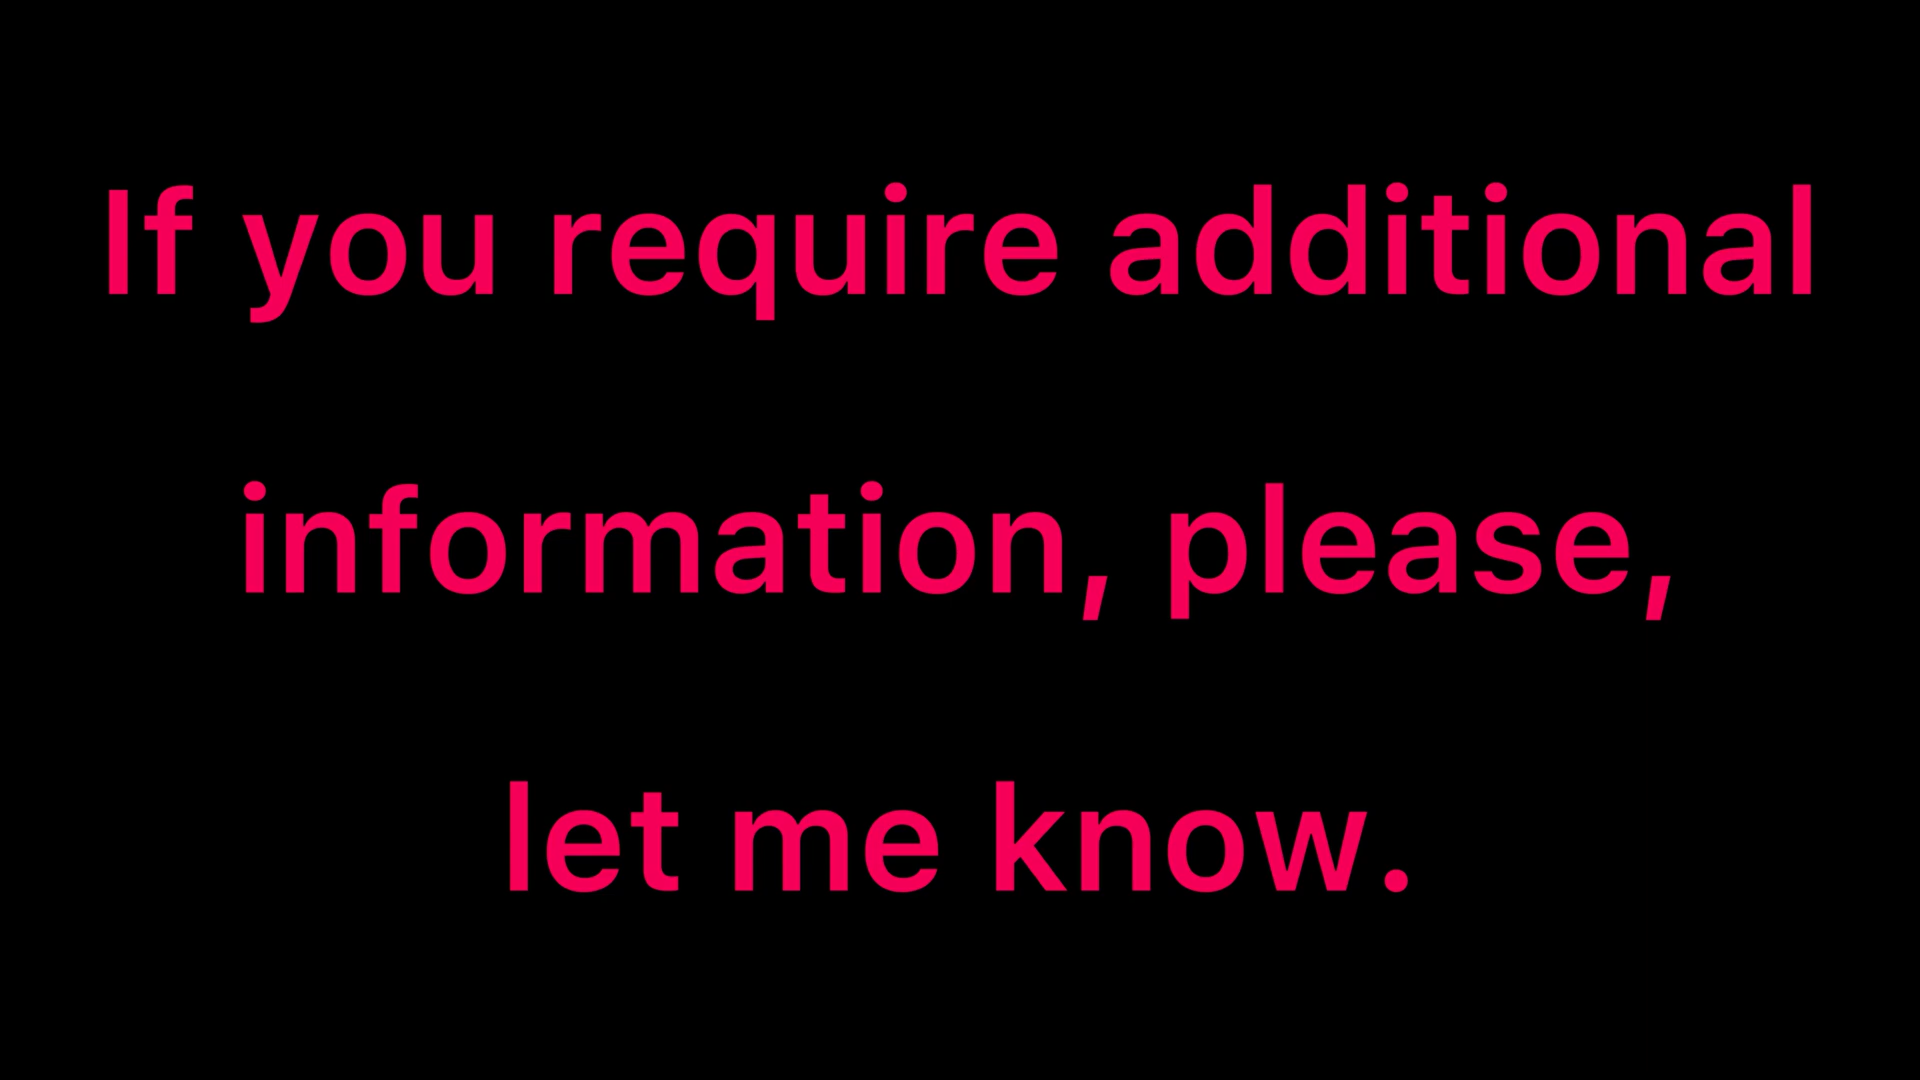 If you require additional
information, please,
let me know.